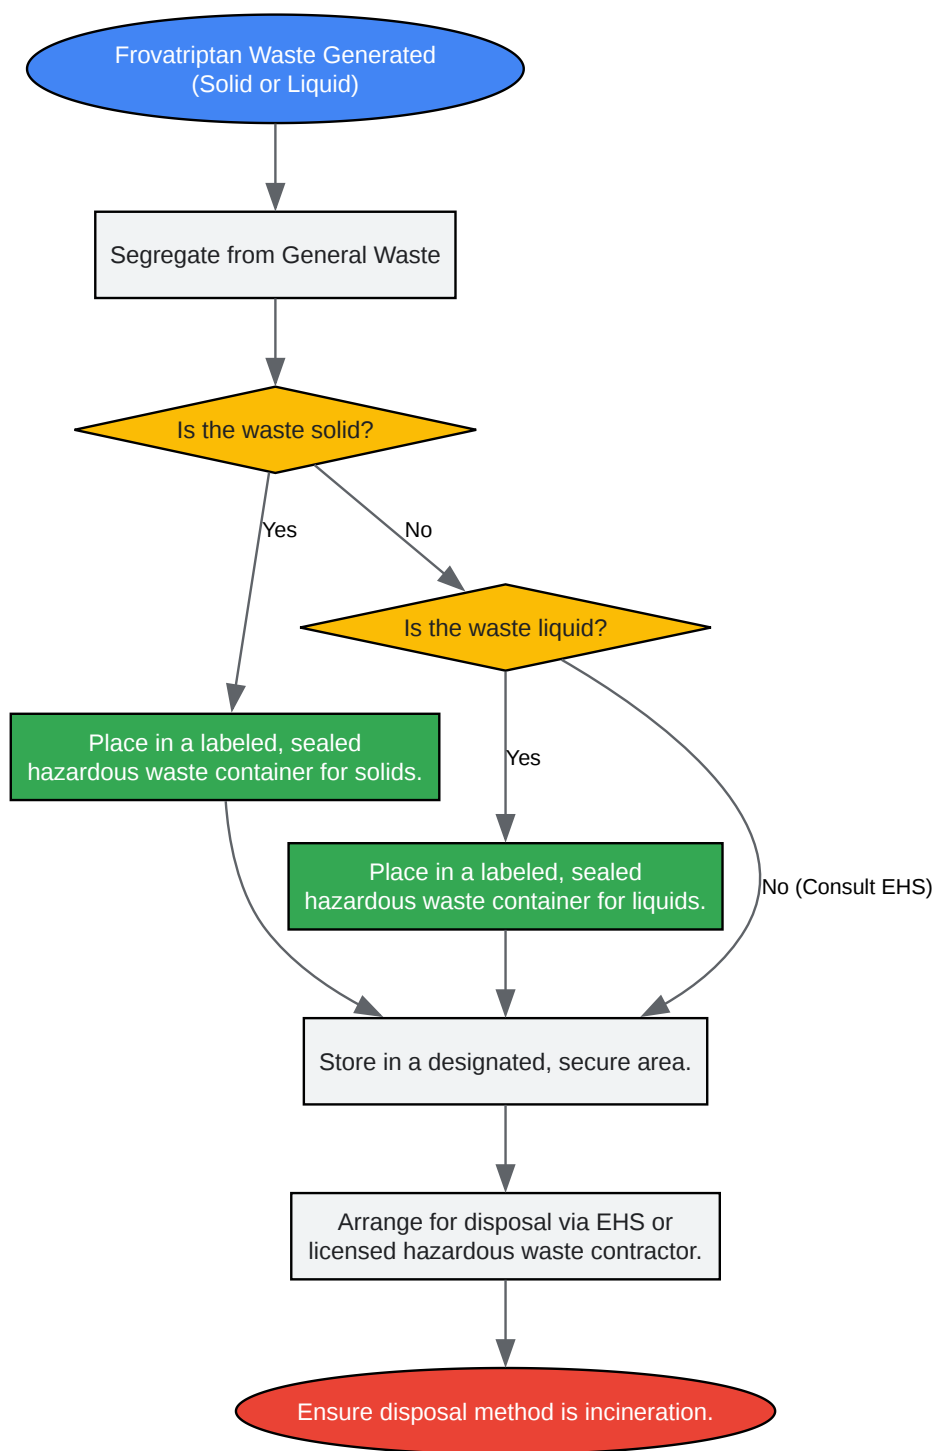 Frovatriptan Waste Generated
(Solid or Liquid)
Segregate from General Waste
Is the waste solid?
Yes
No
Is the waste liquid?
Place in a labeled, sealed
hazardous waste container for solids.
Yes
Place in a labeled, sealed
hazardous waste container for liquids.
No (Consult EHS)
Store in a designated, secure area.
Arrange for disposal via EHS or
licensed hazardous waste contractor.
Ensure disposal method is incineration.